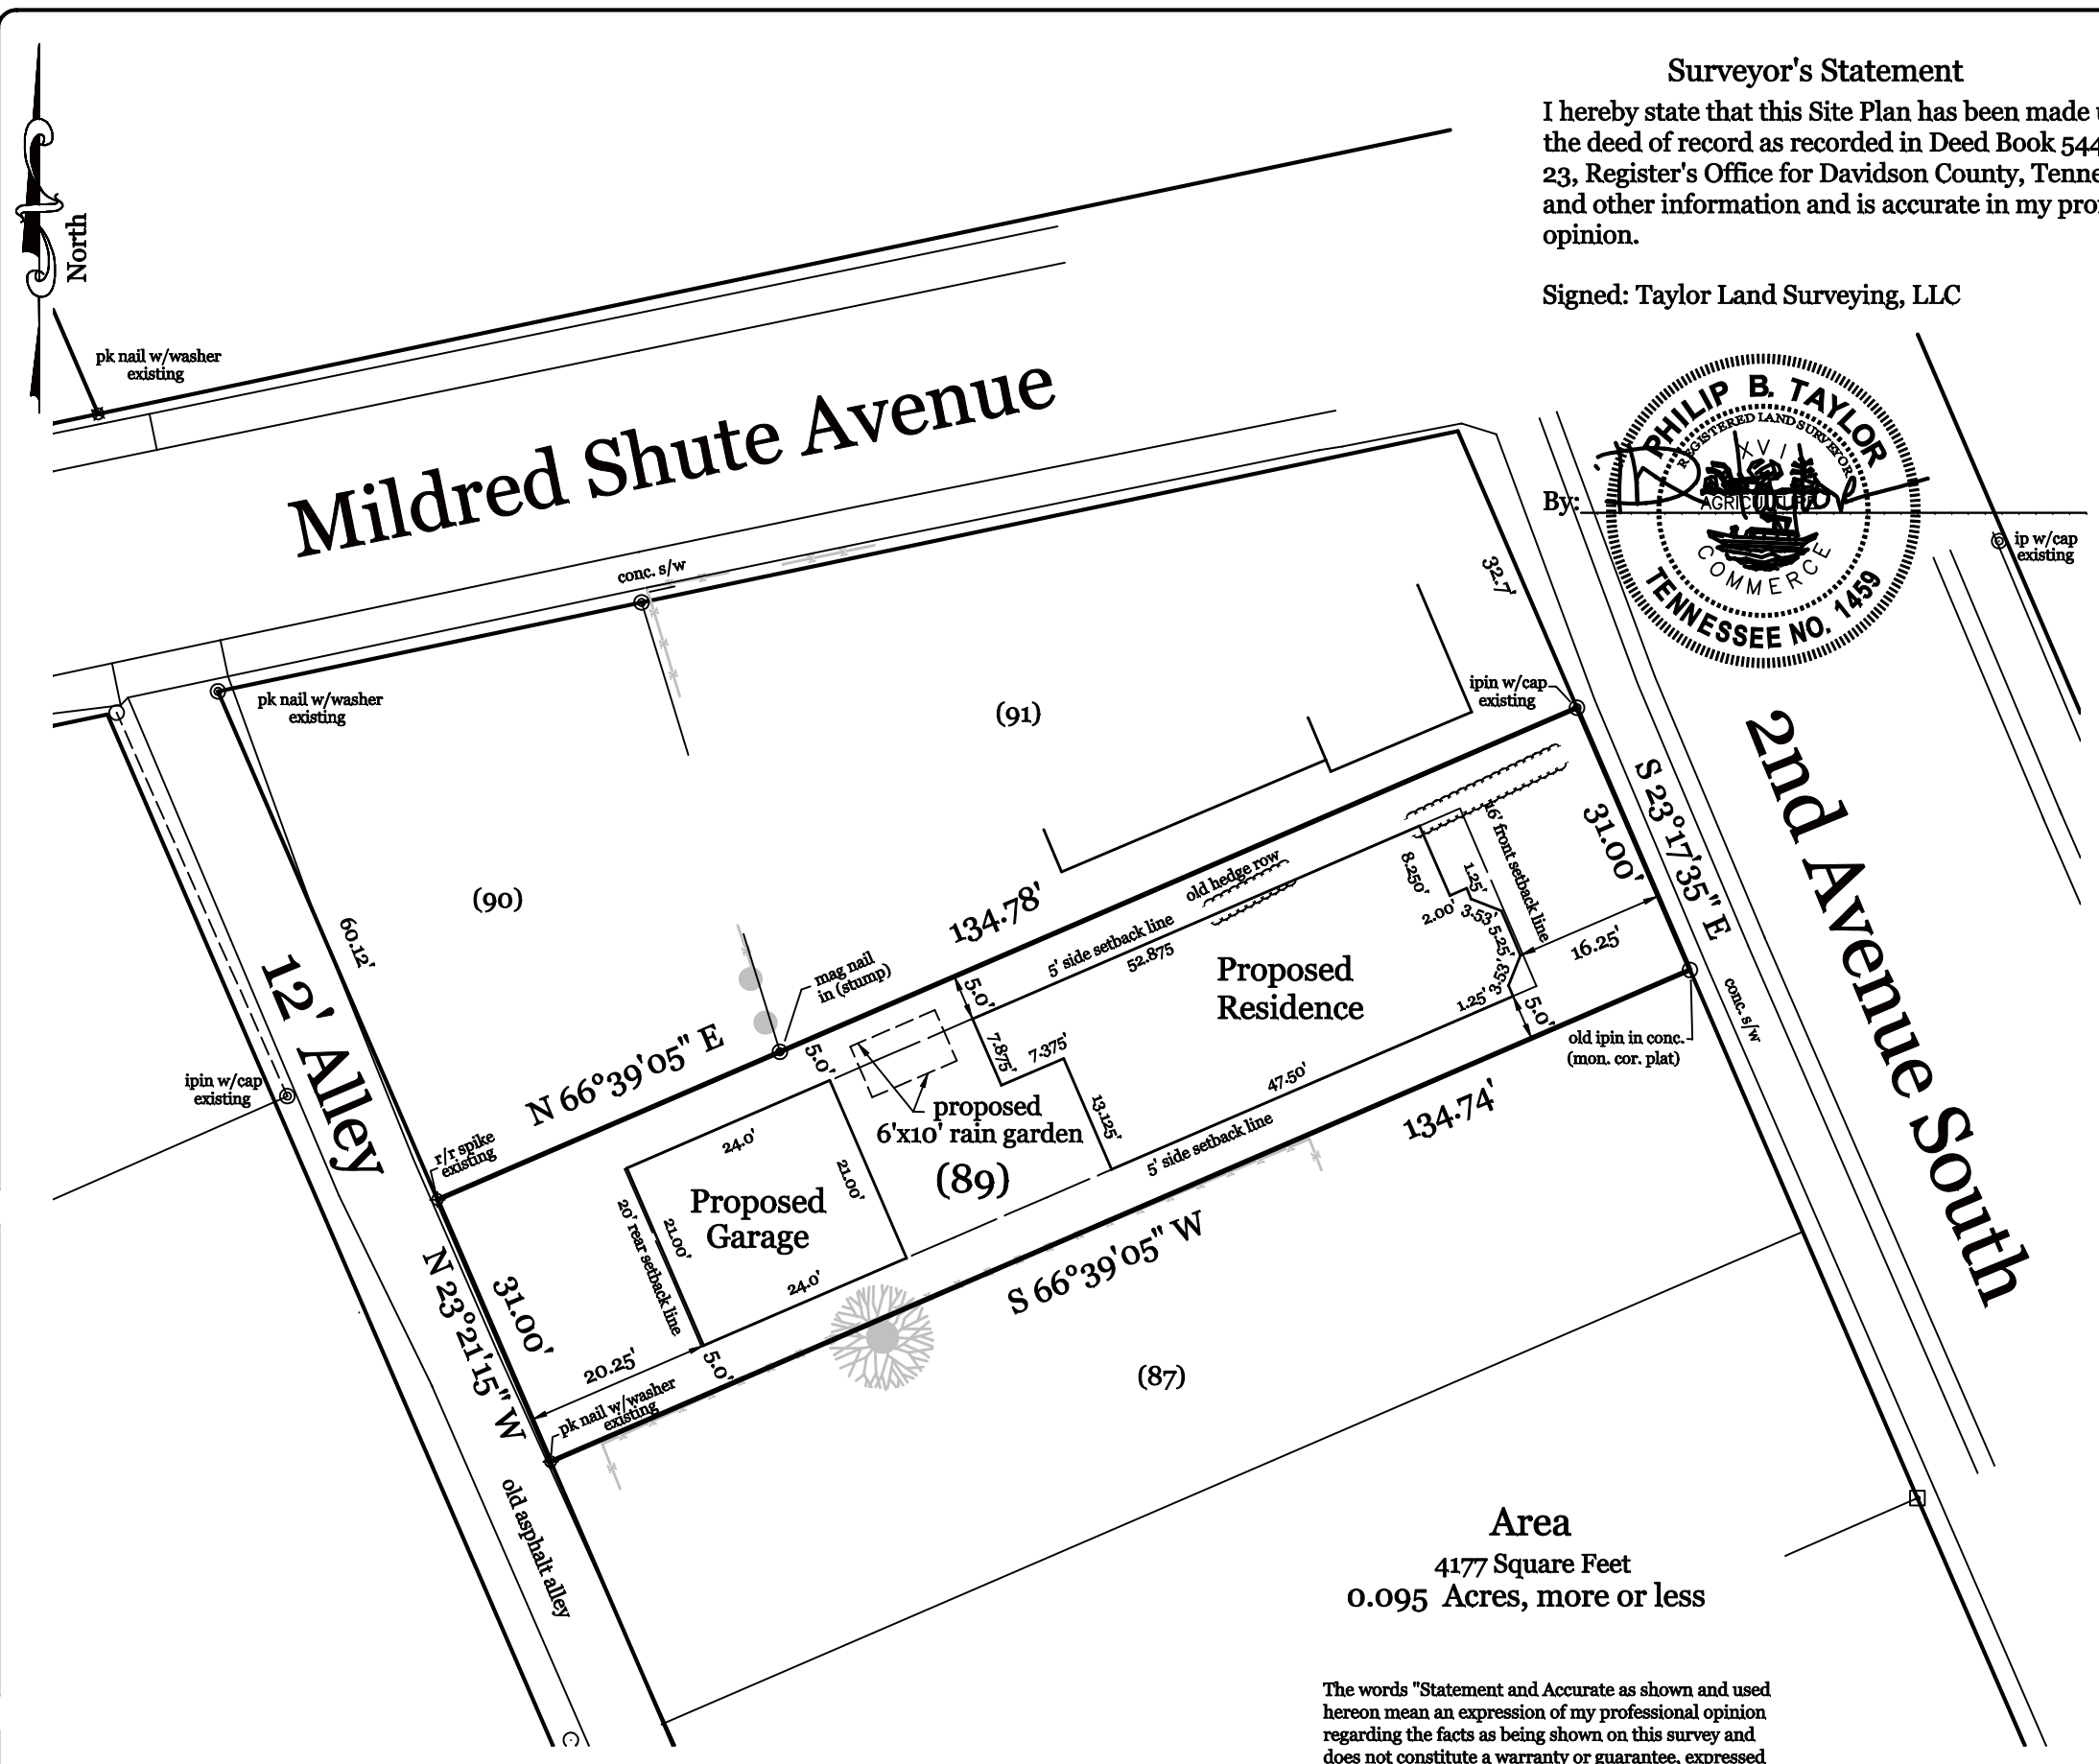 Surveyor's Statement
I hereby state that this Site Plan has been made
the deed of record as recorded in Deed Book 544
23, Register's Office for Davidson County, Tenne
and other information and is accurate in my pro
opinion.
Signed: Taylor Land Surveying, LLC
By:
PHILIP B. TAYLOR
REGISTERED LAND SURVEYOR
XVI
AGRICULTURE
COMMERCE
TENNESSEE NO. 1459
North
pk nail w/washer
existing
Mildred Shute Avenue
conc. s/w
ip w/cap
existing
32.7'
pk nail w/washer
existing
(91)
ipin w/cap
existing
(90)
60.12'
12' Alley
ipin w/cap
existing
r/r spike
existing
N 66°39'05" E
134.78'
mag nail
in (stump)
5' side setback line
52.875
old hedge row
16' front setback line
8.250'
1.25'
2.00'
3.53'
5.25'
3.53'
1.25'
16.25'
5.0'
31.00'
S 23°17'35" E
2nd Avenue South
conc. s/w
Proposed
Residence
5.0'
5.0'
7.875'
7.375'
13.125'
47.50'
old ipin in conc.
(mon. cor. plat)
proposed
6'x10' rain garden
(89)
5' side setback line
134.74'
24.0'
21.00'
Proposed
Garage
21.00'
20' rear setback line
24.0'
S 66°39'05" W
31.00'
N 23°21'15" W
20.25'
5.0'
pk nail w/washer
existing
(87)
old asphalt alley
Area
4177 Square Feet
0.095 Acres, more or less
The words "Statement and Accurate as shown and used
hereon mean an expression of my professional opinion
regarding the facts as being shown on this survey and
does not constitute a warranty or guarantee, expressed